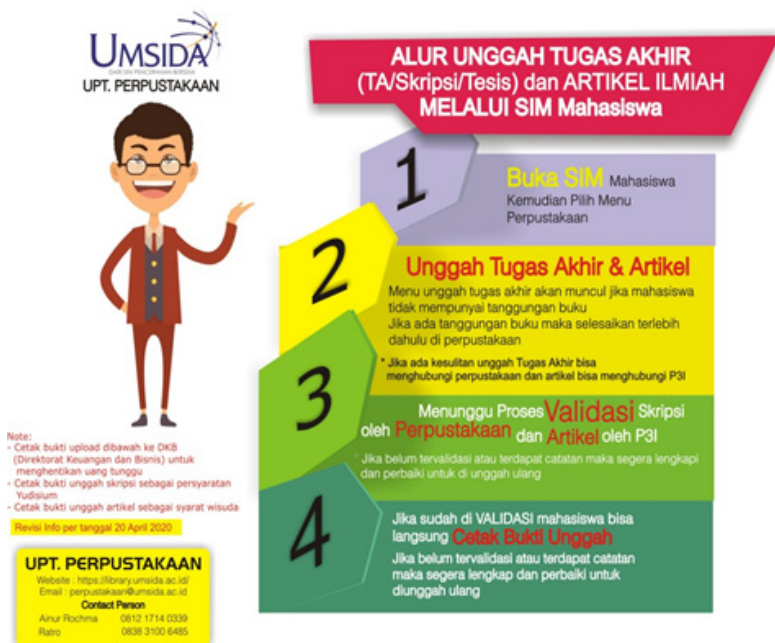 UMSIDA
DARI SINI PENCERAHAN BERSEMI
UPT. PERPUSTAKAAN
ALUR UNGGAH TUGAS AKHIR
(TA/Skripsi/Tesis) dan ARTIKEL ILMIAH
MELALUI SIM Mahasiswa
1
Buka SIM Mahasiswa
Kemudian Pilih Menu
Perpustakaan
2
Unggah Tugas Akhir & Artikel
Menu unggah tugas akhir akan muncul jika mahasiswa
tidak mempunyai tanggungan buku
Jika ada tanggungan buku maka selesaikan terlebih
dahulu di perpustakaan
* Jika ada kesulitan unggah Tugas Akhir bisa
menghubungi perpustakaan dan artikel bisa menghubungi P3I
3
Menunggu Proses Validasi Skripsi
oleh Perpustakaan dan Artikel oleh P3I
* Jika belum tervalidasi atau terdapat catatan maka segera lengkapi
dan perbaiki untuk di unggah ulang
4
Jika sudah di VALIDASI mahasiswa bisa
langsung Cetak Bukti Unggah
Jika belum tervalidasi atau terdapat catatan
maka segera lengkap dan perbaiki untuk
diunggah ulang
Note:
- Cetak bukti upload dibawah ke DKB
(Direktorat Keuangan dan Bisnis) untuk
menghentikan uang tunggu
- Cetak bukti unggah skripsi sebagai persyaratan
Yudisium
- Cetak bukti unggah artikel sebagai syarat wisuda
Revisi Info per tanggal 20 April 2020
UPT. PERPUSTAKAAN
Website : https://library.umsida.ac.id/
Email : perpustakaan@umsida.ac.id
Contact Person
Ainur Rochma 0812 1714 0339
Ratro 0838 3100 6485